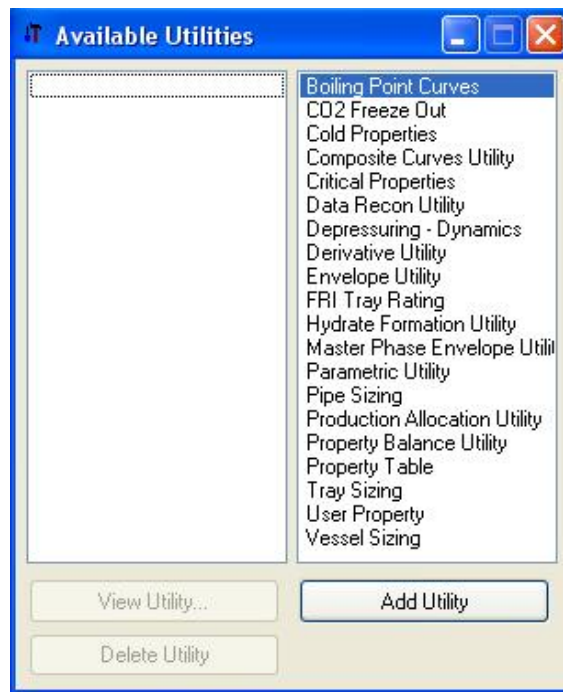 Available Utilities
Boiling Point Curves
CO2 Freeze Out
Cold Properties
Composite Curves Utility
Critical Properties
Data Recon Utility
Depressuring - Dynamics
Derivative Utility
Envelope Utility
FRI Tray Rating
Hydrate Formation Utility
Master Phase Envelope Utili
Parametric Utility
Pipe Sizing
Production Allocation Utility
Property Balance Utility
Property Table
Tray Sizing
User Property
Vessel Sizing
View Utility...
Add Utility
Delete Utility